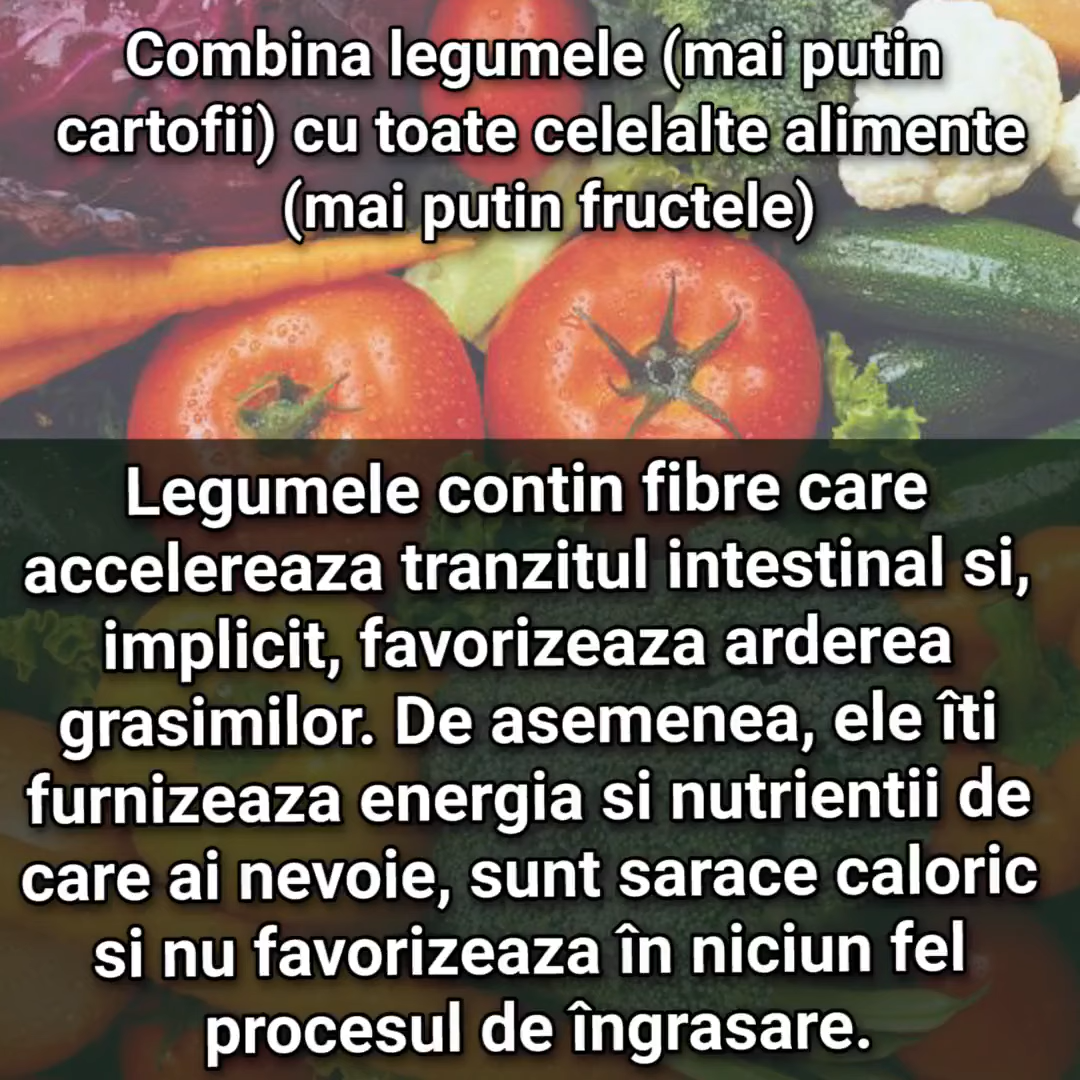 Combina legumele (mai putin
cartofii) cu toate celelalte alimente
(mai putin fructele)
Legumele contin fibre care
accelereaza tranzitul intestinal si,
implicit, favorizeaza arderea
grasimilor. De asemenea, ele îti
furnizeaza energia si nutrientii de
care ai nevoie, sunt sarace caloric
si nu favorizeaza în niciun fel
procesul de îngrasare.